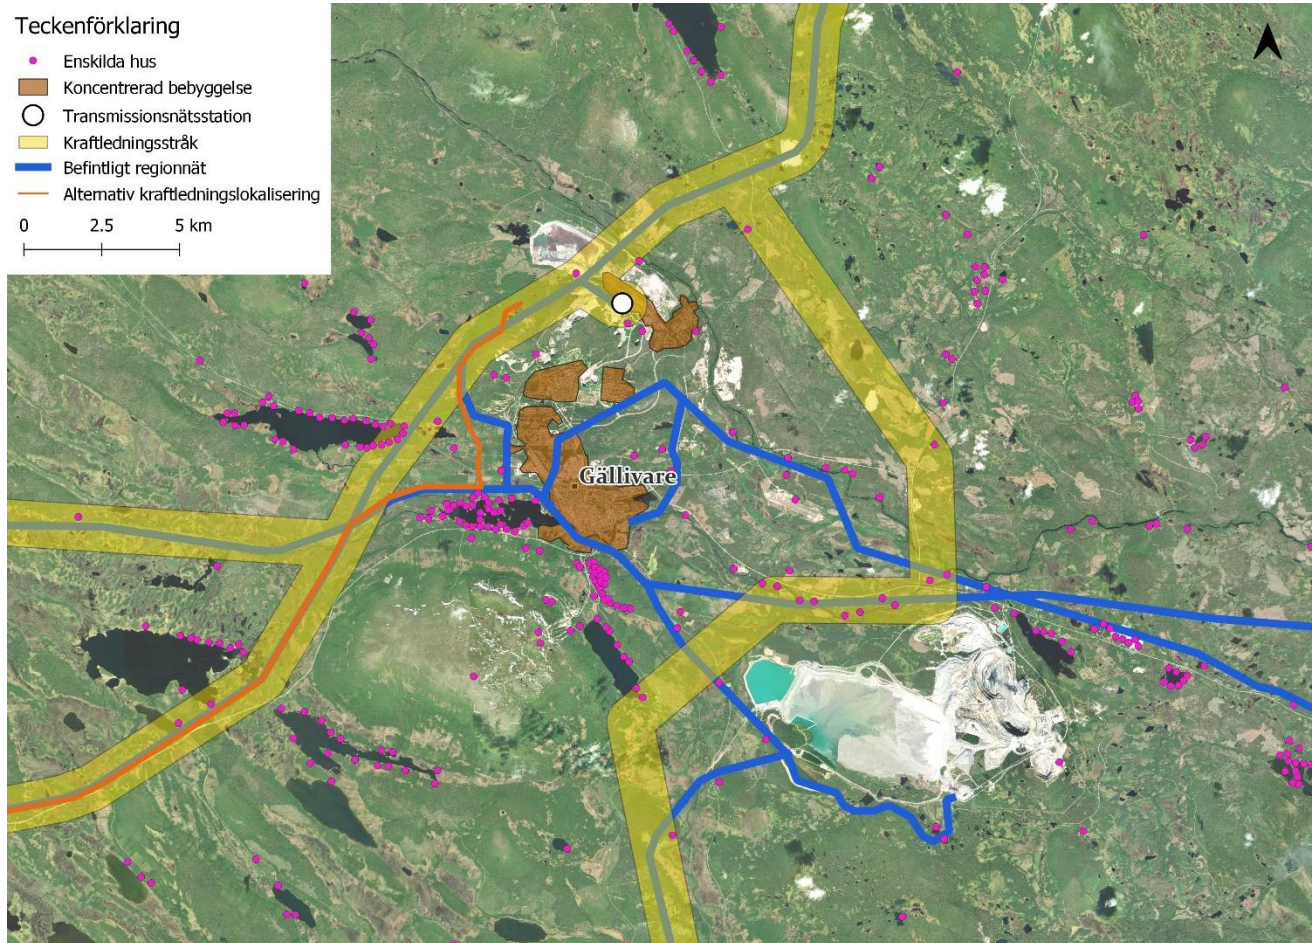 Teckenförklaring
Enskilda hus
Koncentrerad bebyggelse
Transmissionsnätsstation
Kraftledningsstråk
Befintligt regionnät
Alternativ kraftledningslokalisering
0 2.5 5 km
Gällivare